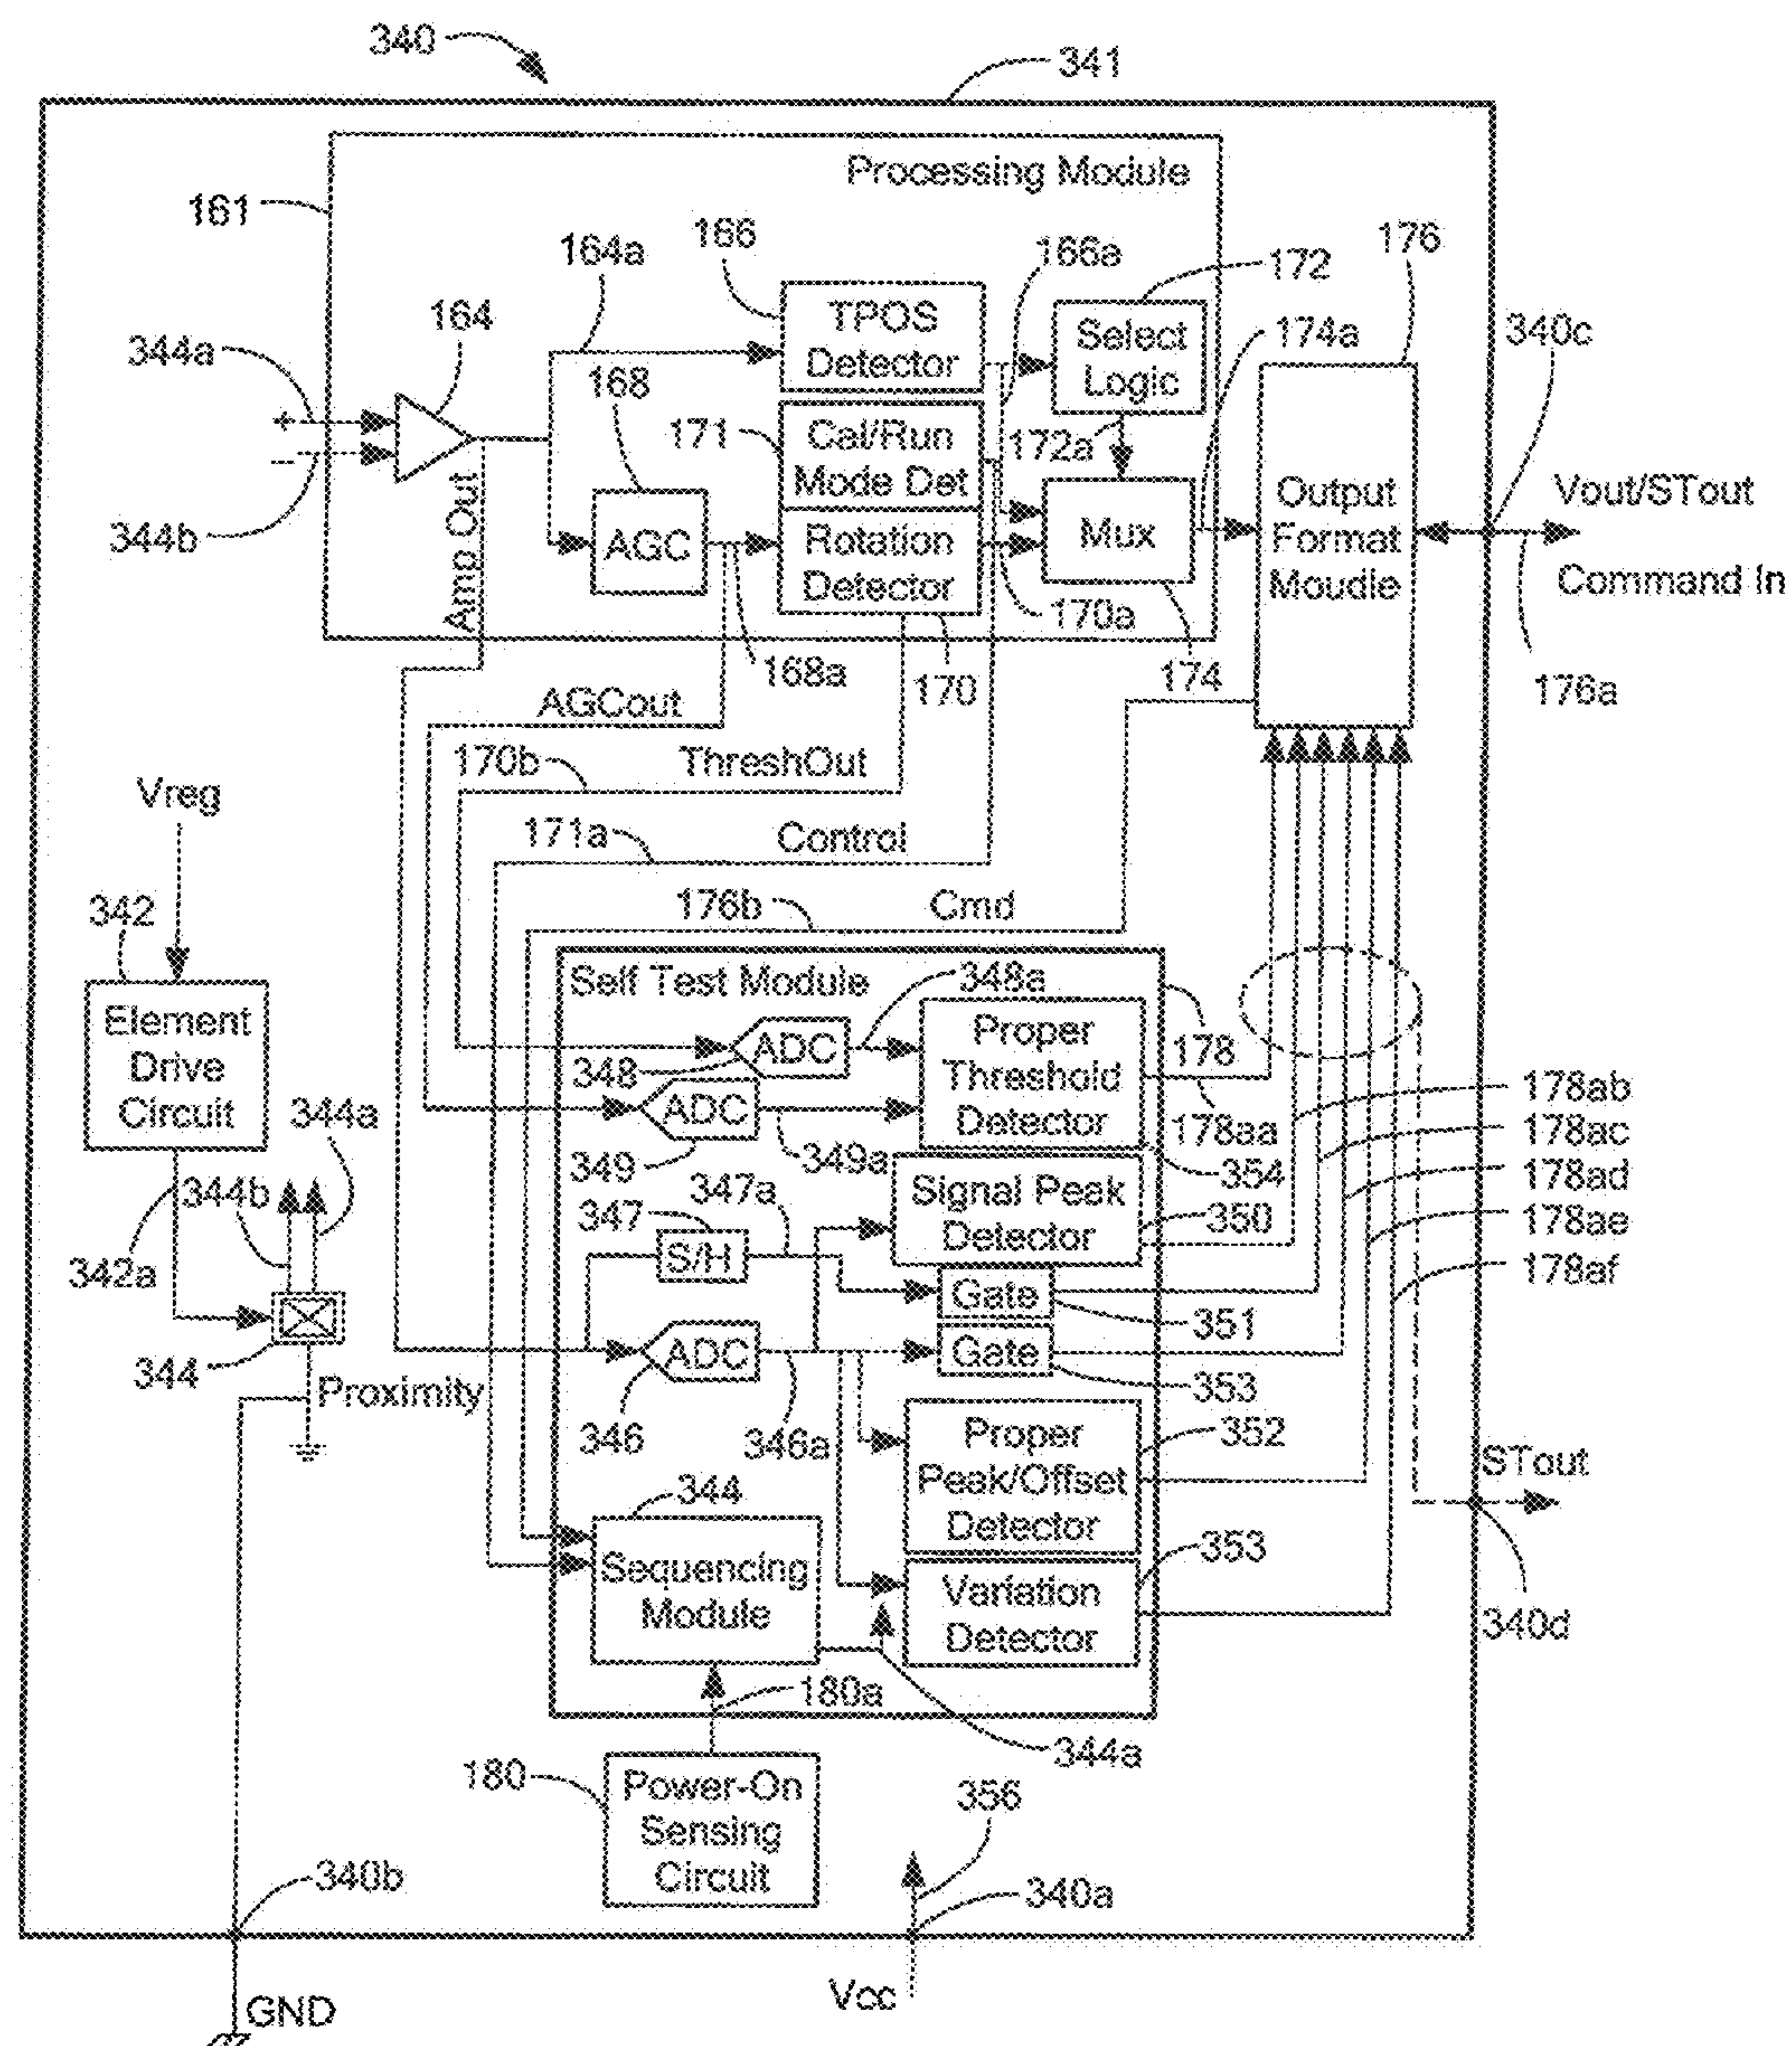 340
341
Processing Module
161
164a
166
166a
172
176
340c
164
344a
TPOS
Detector
Select
Logic
174a
168
+
−
171
Cal/Run
Mode Det
172a
344b
Amp Out
AGC
Rotation
Detector
Mux
Output
Format
Moudle
Vout/STout
Command In
170a
168a
170
174
176a
AGCout
170b
ThreshOut
Vreg
171a
Control
342
176b
Cmd
Element
Drive
Circuit
Self Test Module
348a
ADC
348
Proper
Threshold
Detector
178
178aa
178ab
344a
ADC
349
349a
354
178ac
344b
347
347a
Signal Peak
Detector
350
178ad
178ae
342a
S/H
Gate
351
178af
344
ADC
Gate
353
Proximity
346
346a
Proper
Peak/Offset
Detector
352
STout
344
Sequencing
Module
Variation
Detector
353
340d
180a
344a
180
Power-On
Sensing
Circuit
356
340b
340a
GND
Vcc